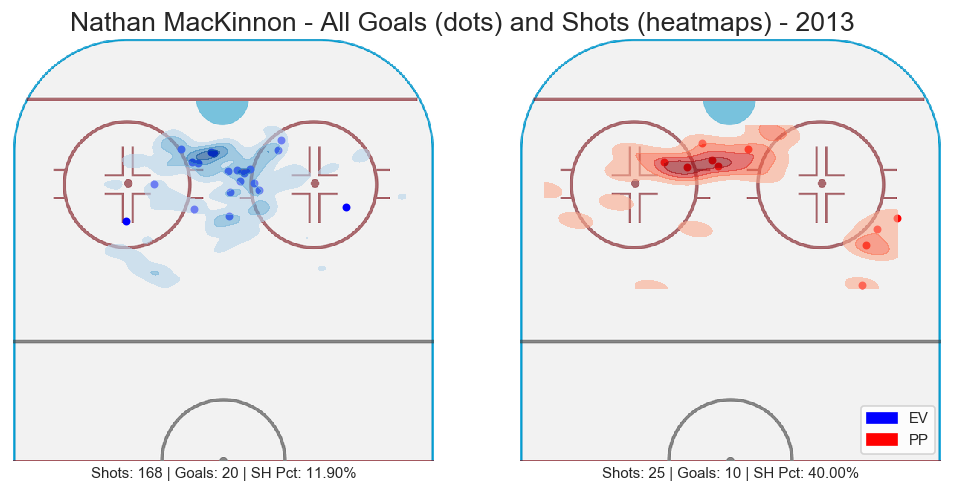 Nathan MacKinnon - All Goals (dots) and Shots (heatmaps) - 2013
EV
PP
Shots: 168 | Goals: 20 | SH Pct: 11.90%
Shots: 25 | Goals: 10 | SH Pct: 40.00%